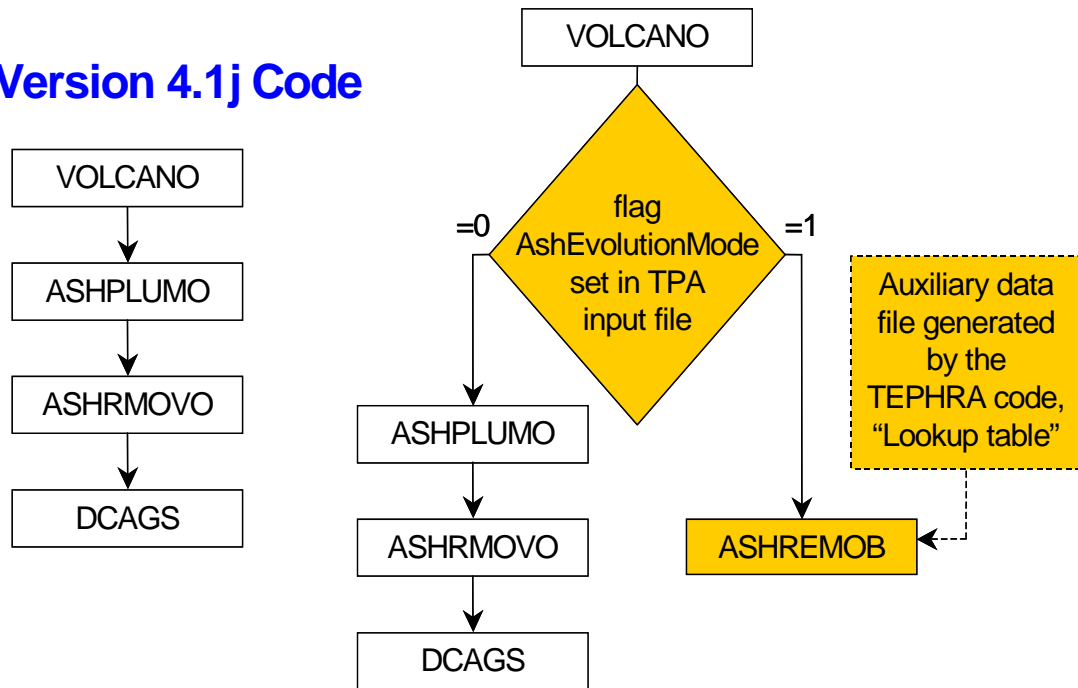 Version 4.1j Code
VOLCANO
ASHPLUMO
ASHRMOVO
DCAGS
VOLCANO
flag
AshEvolutionMode
set in TPA
input file
=0
=1
ASHPLUMO
ASHRMOVO
DCAGS
Auxiliary data
file generated
by the
TEPHRA code,
“Lookup table”
ASHREMOB